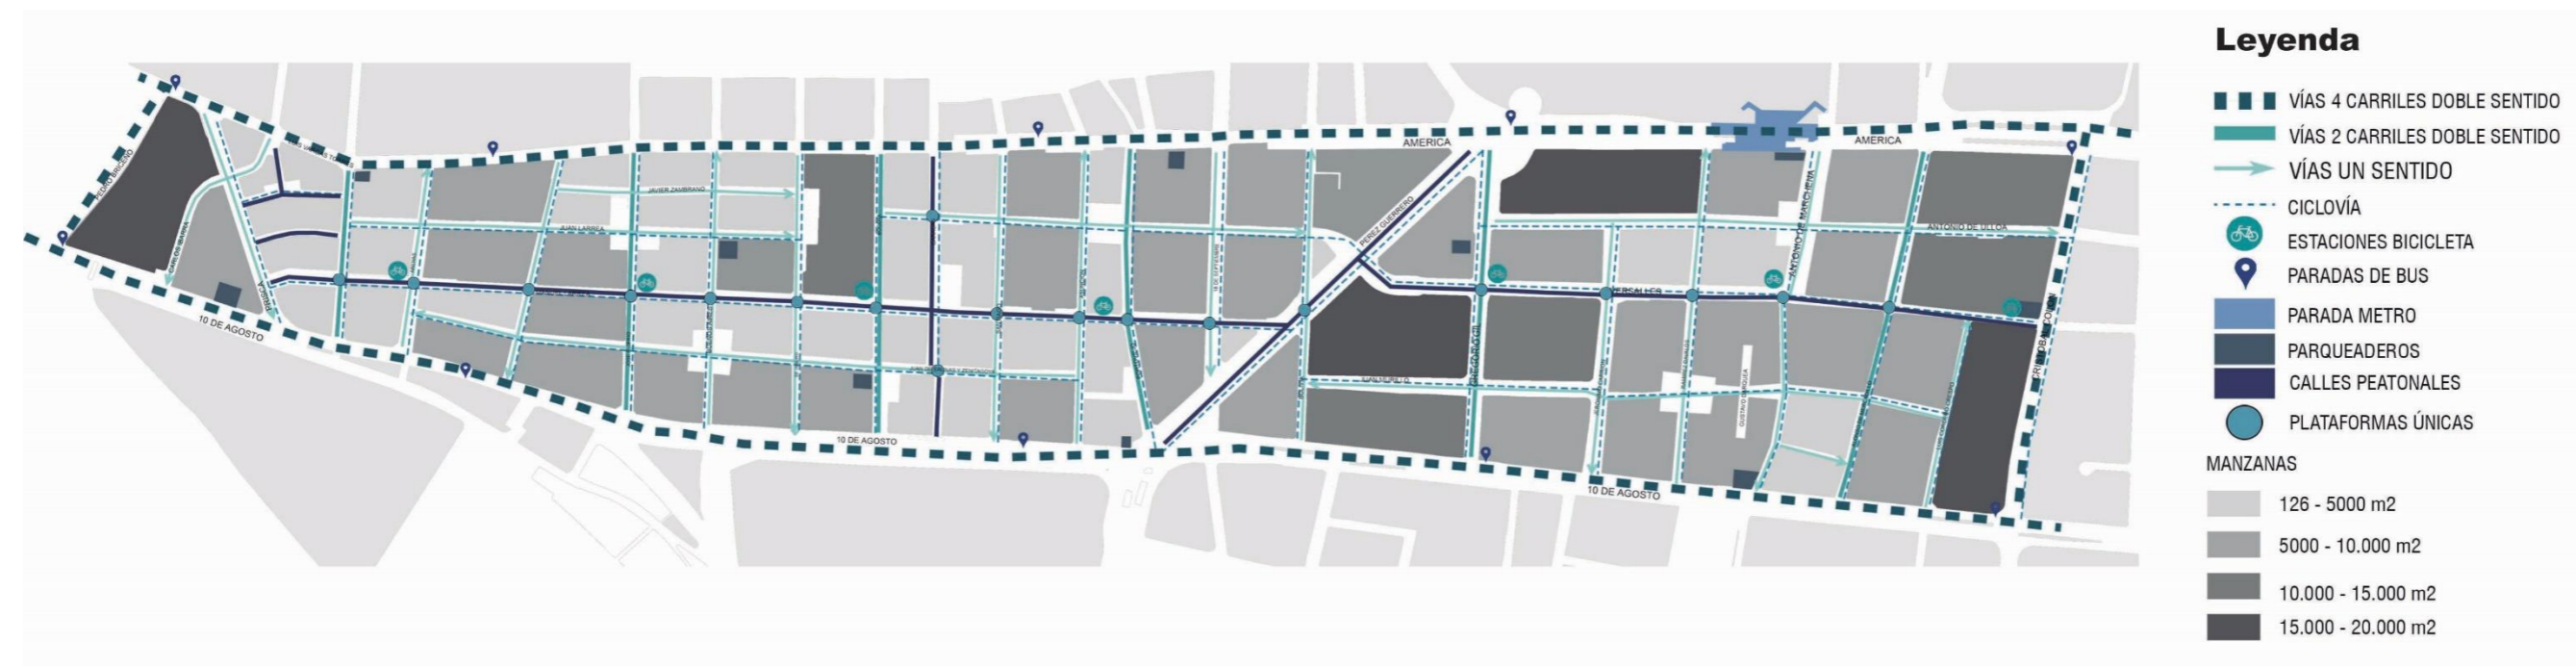 Leyenda
VÍAS 4 CARRILES DOBLE SENTIDO
VÍAS 2 CARRILES DOBLE SENTIDO
VÍAS UN SENTIDO
CICLOVÍA
ESTACIONES BICICLETA
PARADAS DE BUS
PARADA METRO
PARQUEADEROS
CALLES PEATONALES
PLATAFORMAS ÚNICAS
MANZANAS
126 - 5000 m2
5000 - 10.000 m2
10.000 - 15.000 m2
15.000 - 20.000 m2
AMERICA
AMERICA
PEDRO BRICEÑO
JAVIER ZAMBRANO
JUAN LARREA
PEREZ GUERRERO
ANTONIO DE MARCHENA
ANTONIO DE ULLOA
VERSALLES
10 DE AGOSTO
10 DE AGOSTO
10 DE AGOSTO